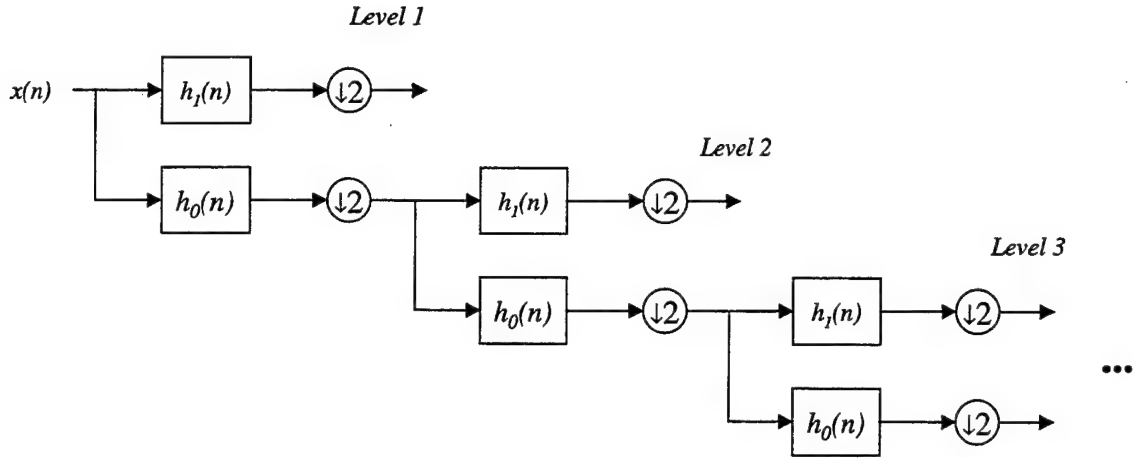 Level 1
x(n)
h₁(n)
↓2
h₀(n)
↓2
Level 2
h₁(n)
↓2
h₀(n)
↓2
Level 3
h₁(n)
↓2
h₀(n)
↓2
•••